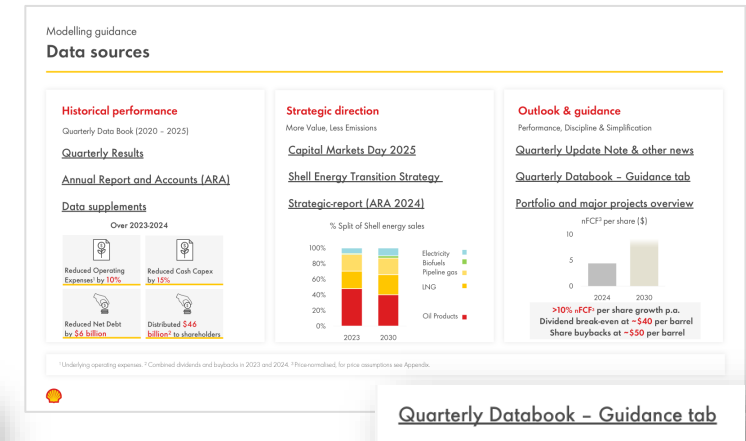 Modelling guidance
Data sources
Historical performance
Quarterly Data Book (2020 – 2025)
Quarterly Results
Annual Report and Accounts (ARA)
Data supplements
Over 2023-2024
Reduced Operating
Expenses¹ by 10%
Reduced Cash Capex
by 15%
Reduced Net Debt
by $6 billion
Distributed $46
billion² to shareholders
Strategic direction
More Value, Less Emissions
Capital Markets Day 2025
Shell Energy Transition Strategy
Strategic-report (ARA 2024)
% Split of Shell energy sales
100%
80%
60%
40%
20%
0%
2023 2030
Electricity
Biofuels
Pipeline gas
LNG
Oil Products
Outlook & guidance
Performance, Discipline & Simplification
Quarterly Update Note & other news
Quarterly Databook – Guidance tab
Portfolio and major projects overview
nFCF³ per share ($)
10
5
0
2024 2030
>10% nFCF³ per share growth p.a.
Dividend break-even at ~$40 per barrel
Share buybacks at ~$50 per barrel
¹Underlying operating expenses. ² Combined dividends and buybacks in 2023 and 2024. ³ Price-normalised, for price assumptions see Appendix.
Quarterly Databook – Guidance tab